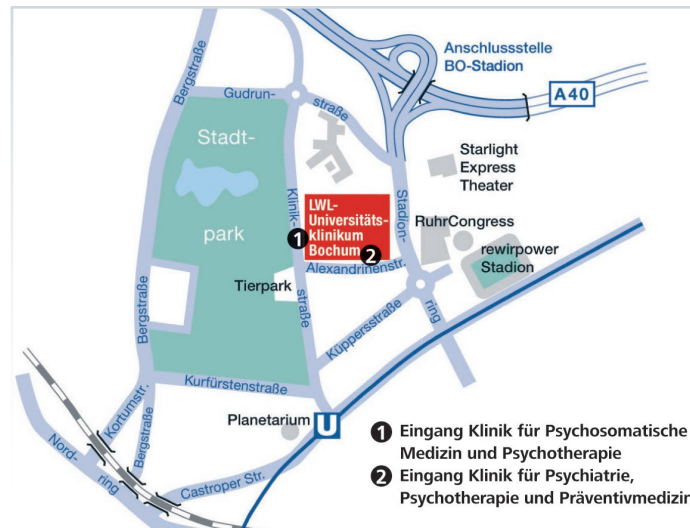 Anschlussstelle
BO-Stadion
A40
Bergstraße
Gudrun-
straße
Stadt-
park
Starlight
Express
Theater
Klinik-
straße
LWL-
Universitäts-
klinikum
Bochum
1
2
Stadion-
ring
RuhrCongress
rewirpower
Stadion
Alexandrinenstr.
Tierpark
Bergstraße
Küppersstraße
Kurfürstenstraße
Kortumstr.
Bergstraße
Planetarium
U
Nord-
ring
Castroper Str.
1 Eingang Klinik für Psychosomatische
Medizin und Psychotherapie
2 Eingang Klinik für Psychiatrie,
Psychotherapie und Präventivmedizin